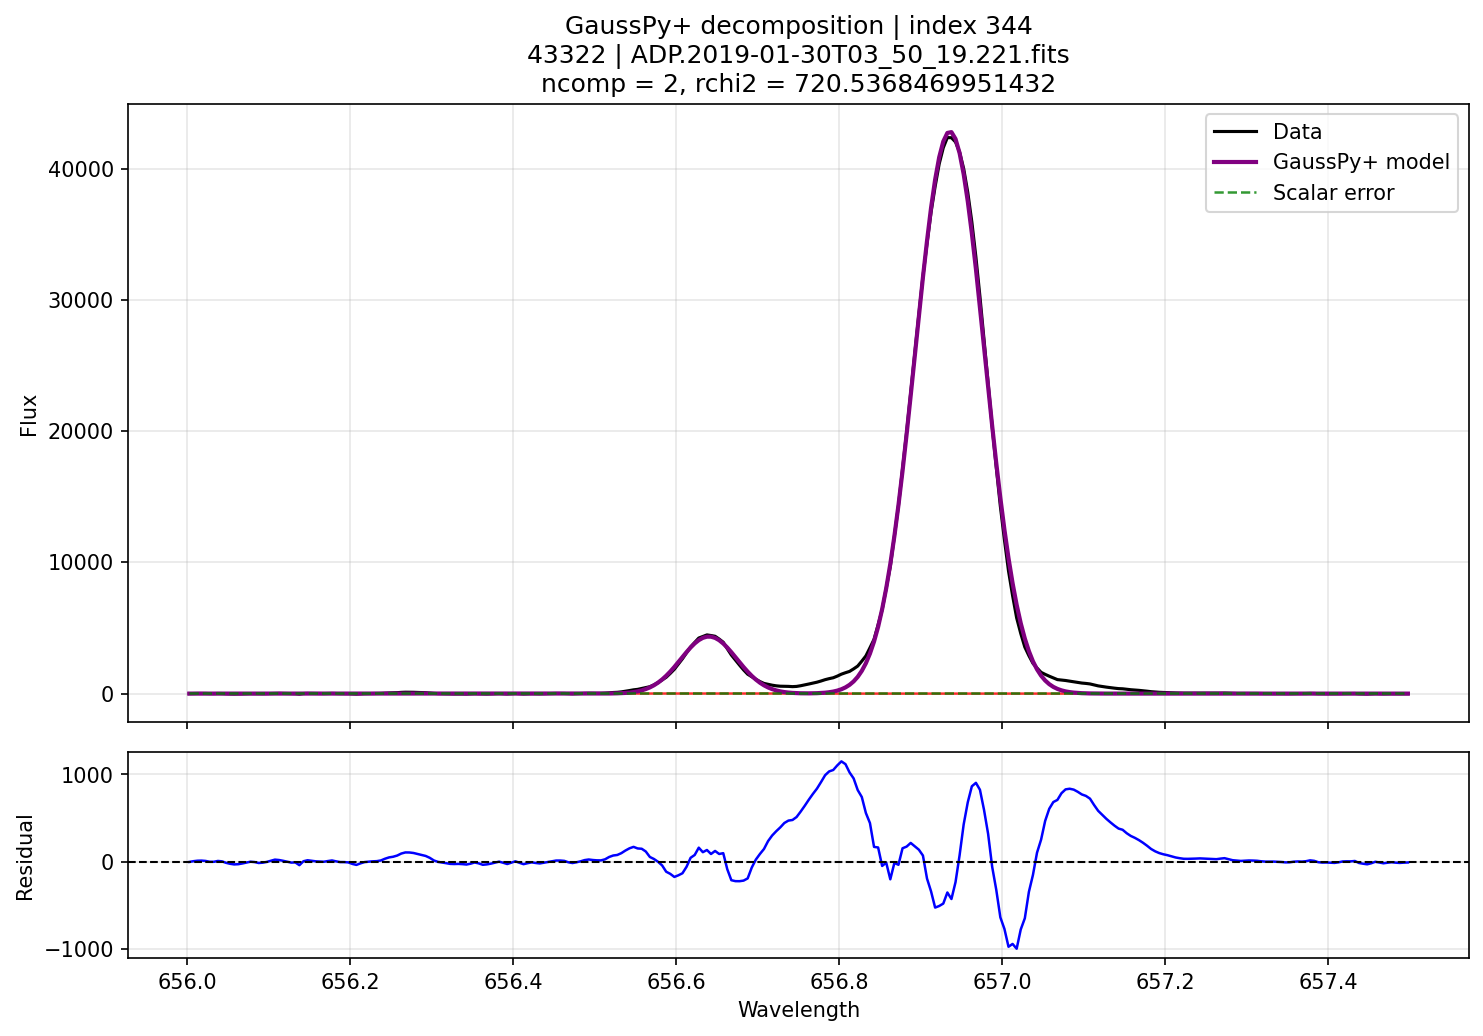 GaussPy+ decomposition | index 344
43322 | ADP.2019-01-30T03_50_19.221.fits
ncomp = 2, rchi2 = 720.5368469951432
Data
GaussPy+ model
Scalar error
Flux
40000
30000
20000
10000
0
Residual
1000
0
−1000
656.0 656.2 656.4 656.6 656.8 657.0 657.2 657.4
Wavelength